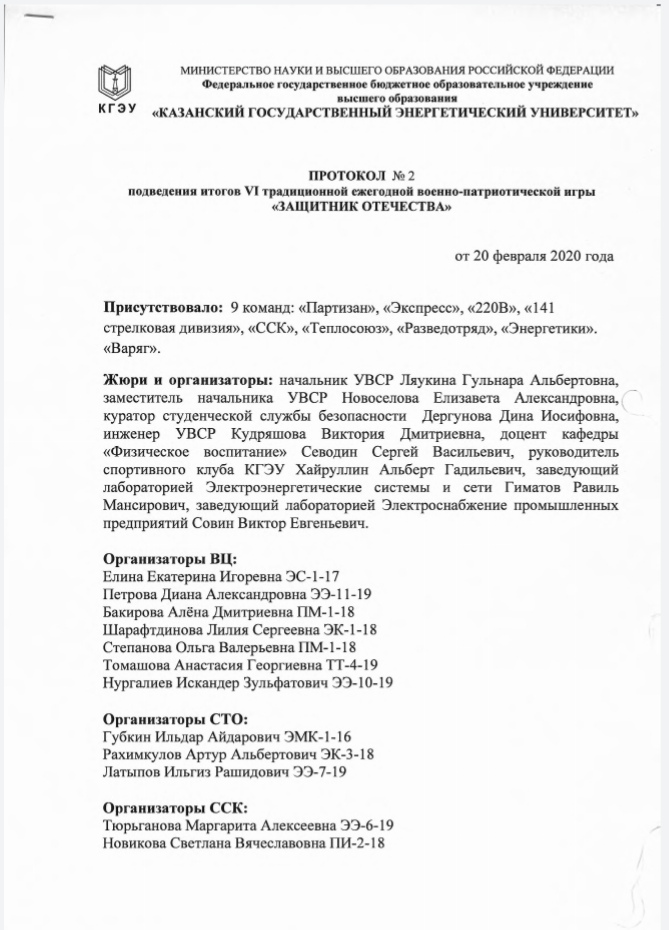 МИНИСТЕРСТВО НАУКИ И ВЫСШЕГО ОБРАЗОВАНИЯ РОССИЙСКОЙ ФЕДЕРАЦИИ
Федеральное государственное бюджетное образовательное учреждение
высшего образования
КГЭУ
«КАЗАНСКИЙ ГОСУДАРСТВЕННЫЙ ЭНЕРГЕТИЧЕСКИЙ УНИВЕРСИТЕТ»
ПРОТОКОЛ № 2
подведения итогов VI традиционной ежегодной военно-патриотической игры
«ЗАЩИТНИК ОТЕЧЕСТВА»
от 20 февраля 2020 года
Присутствовало: 9 команд: «Партизан», «Экспресс», «220В», «141
стрелковая дивизия», «ССК», «Теплосоюз», «Разведотряд», «Энергетики».
«Варяг».
Жюри и организаторы: начальник УВСР Ляукина Гульнара Альбертовна,
заместитель начальника УВСР Новоселова Елизавета Александровна,
куратор студенческой службы безопасности Дергунова Дина Иосифовна,
инженер УВСР Кудряшова Виктория Дмитриевна, доцент кафедры
«Физическое воспитание» Севодин Сергей Васильевич, руководитель
спортивного клуба КГЭУ Хайруллин Альберт Гадильевич, заведующий
лабораторией Электроэнергетические системы и сети Гиматов Равиль
Мансирович, заведующий лабораторией Электроснабжение промышленных
предприятий Совин Виктор Евгеньевич.
Организаторы ВЦ:
Елина Екатерина Игоревна ЭС-1-17
Петрова Диана Александровна ЭЭ-11-19
Бакирова Алёна Дмитриевна ПМ-1-18
Шарафтдинова Лилия Сергеевна ЭК-1-18
Степанова Ольга Валерьевна ПМ-1-18
Томашова Анастасия Георгиевна ТТ-4-19
Нургалиев Искандер Зульфатович ЭЭ-10-19
Организаторы СТО:
Губкин Ильдар Айдарович ЭМК-1-16
Рахимкулов Артур Альбертович ЭК-3-18
Латыпов Ильгиз Рашидович ЭЭ-7-19
Организаторы ССК:
Тюрьганова Маргарита Алексеевна ЭЭ-6-19
Новикова Светлана Вячеславовна ПИ-2-18